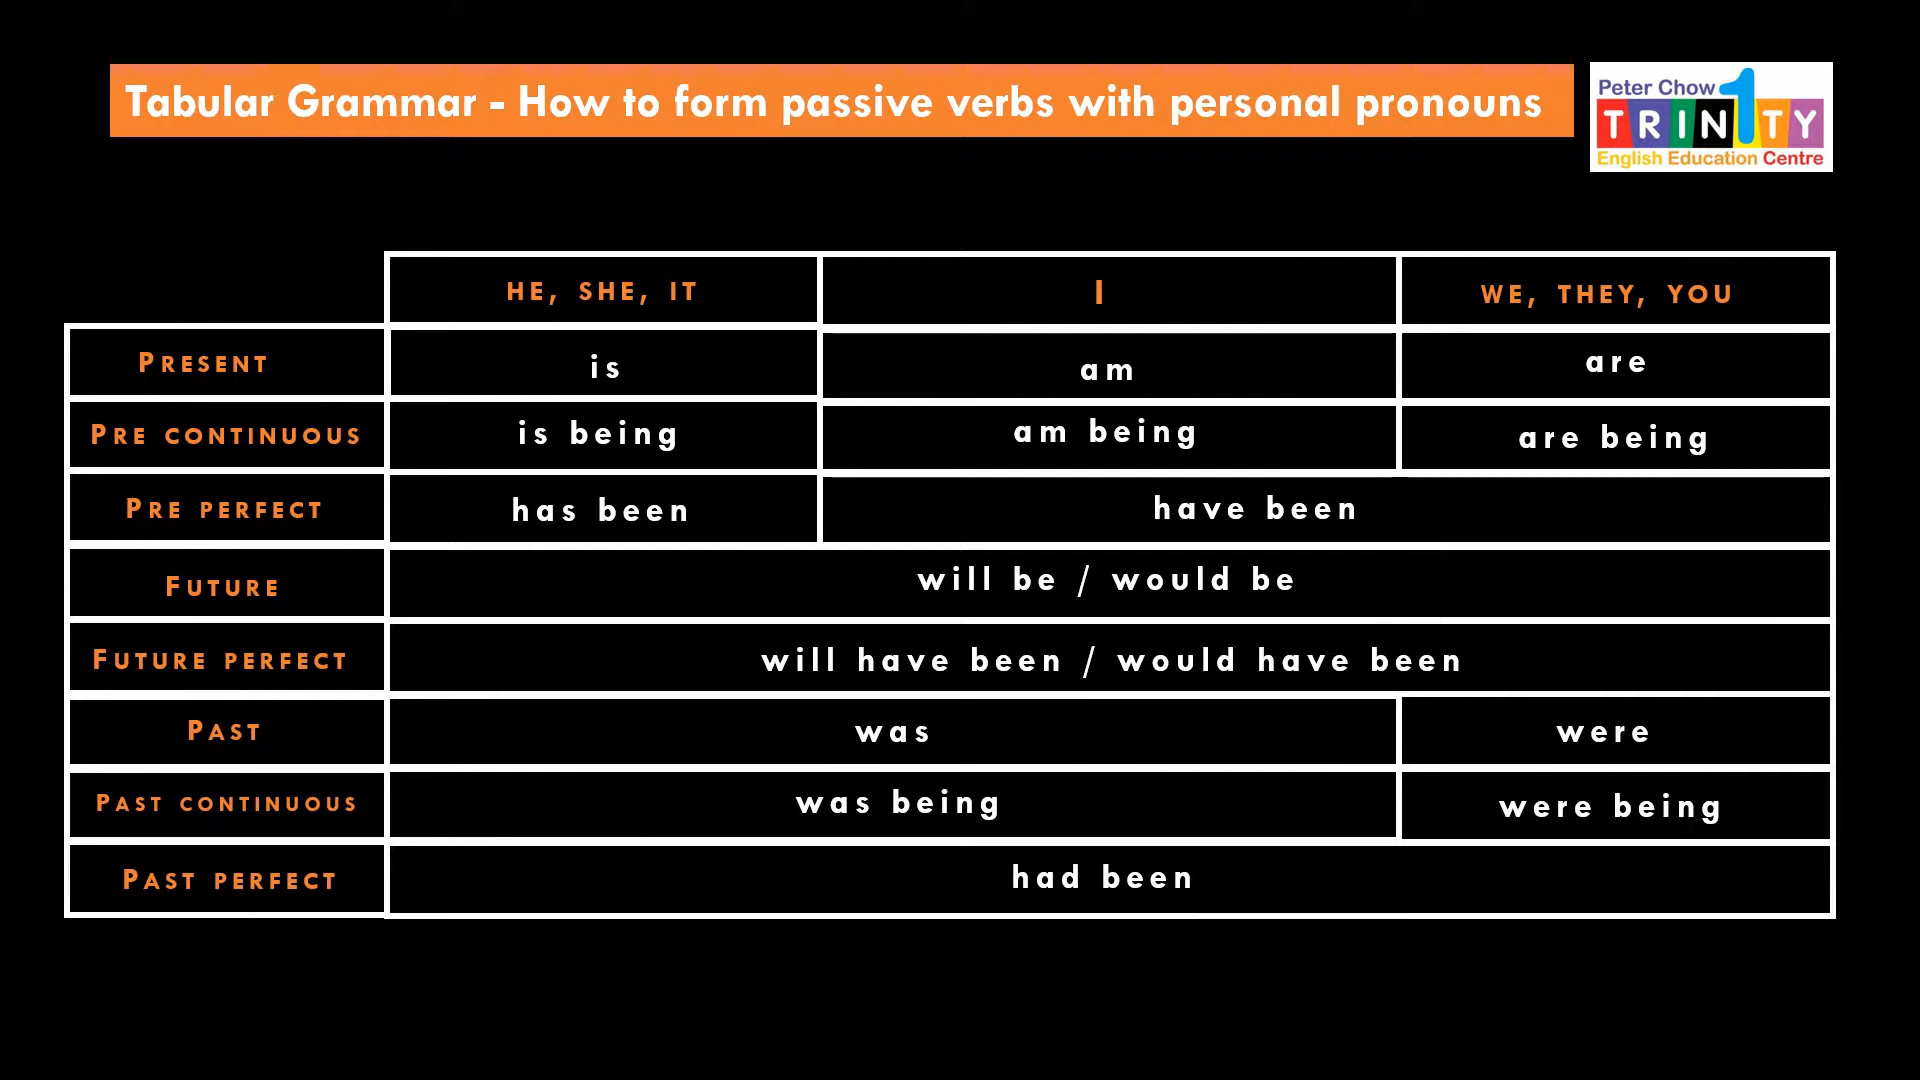 Tabular Grammar - How to form passive verbs with personal pronouns
Peter Chow
TRIN1TY
English Education Centre
HE, SHE, IT I WE, THEY, YOU
PRESENT is am are
PRE CONTINUOUS is being am being are being
PRE PERFECT has been have been
FUTURE will be / would be
FUTURE PERFECT will have been / would have been
PAST was were
PAST CONTINUOUS was being were being
PAST PERFECT had been